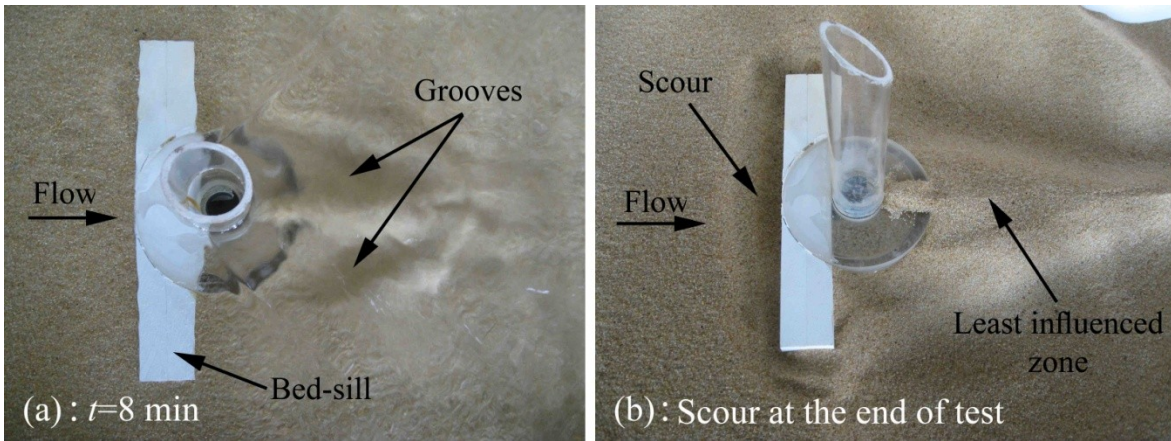 Grooves
Flow
Bed-sill
(a) : t=8 min
Scour
Flow
Least influenced
zone
(b) : Scour at the end of test